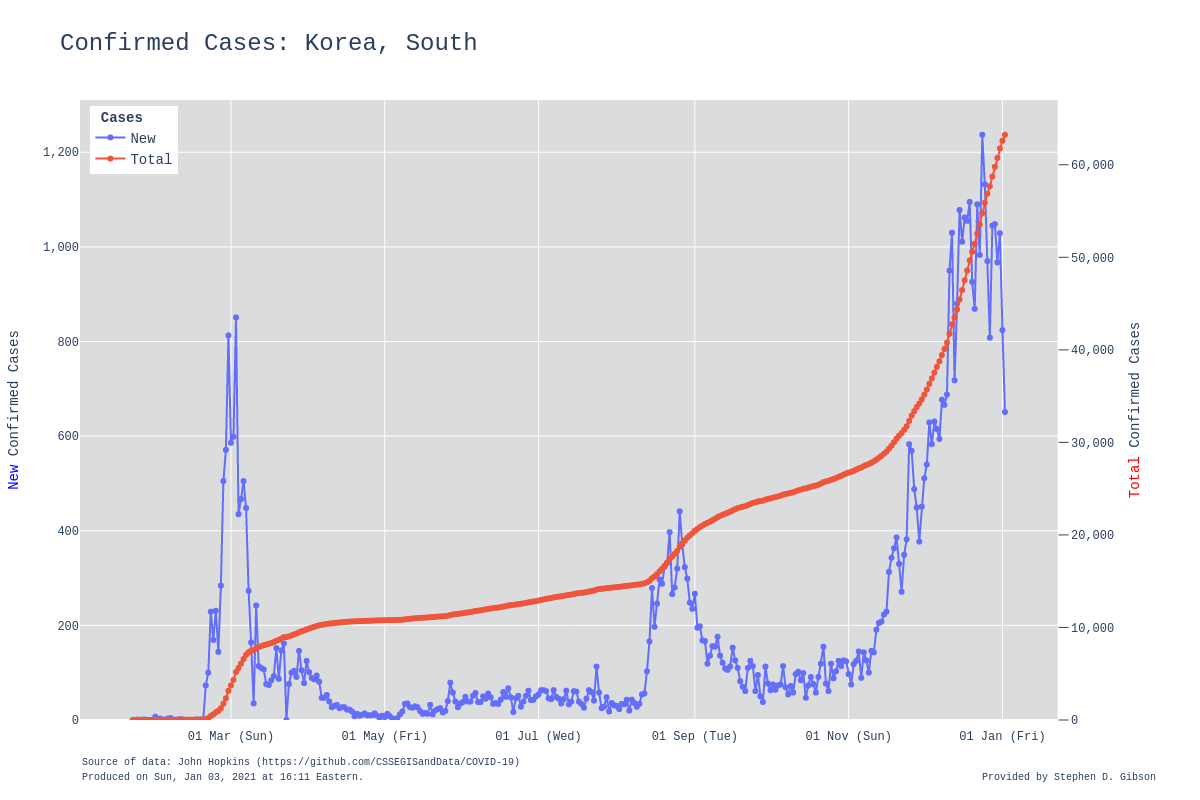 Confirmed Cases: Korea, South
Cases
New
Total
1,200
1,000
800
600
400
200
0
60,000
50,000
40,000
30,000
20,000
10,000
0
New Confirmed Cases
Total Confirmed Cases
01 Mar (Sun)
01 May (Fri)
01 Jul (Wed)
01 Sep (Tue)
01 Nov (Sun)
01 Jan (Fri)
Source of data: John Hopkins (https://github.com/CSSEGISandData/COVID-19)
Produced on Sun, Jan 03, 2021 at 16:11 Eastern.
Provided by Stephen D. Gibson